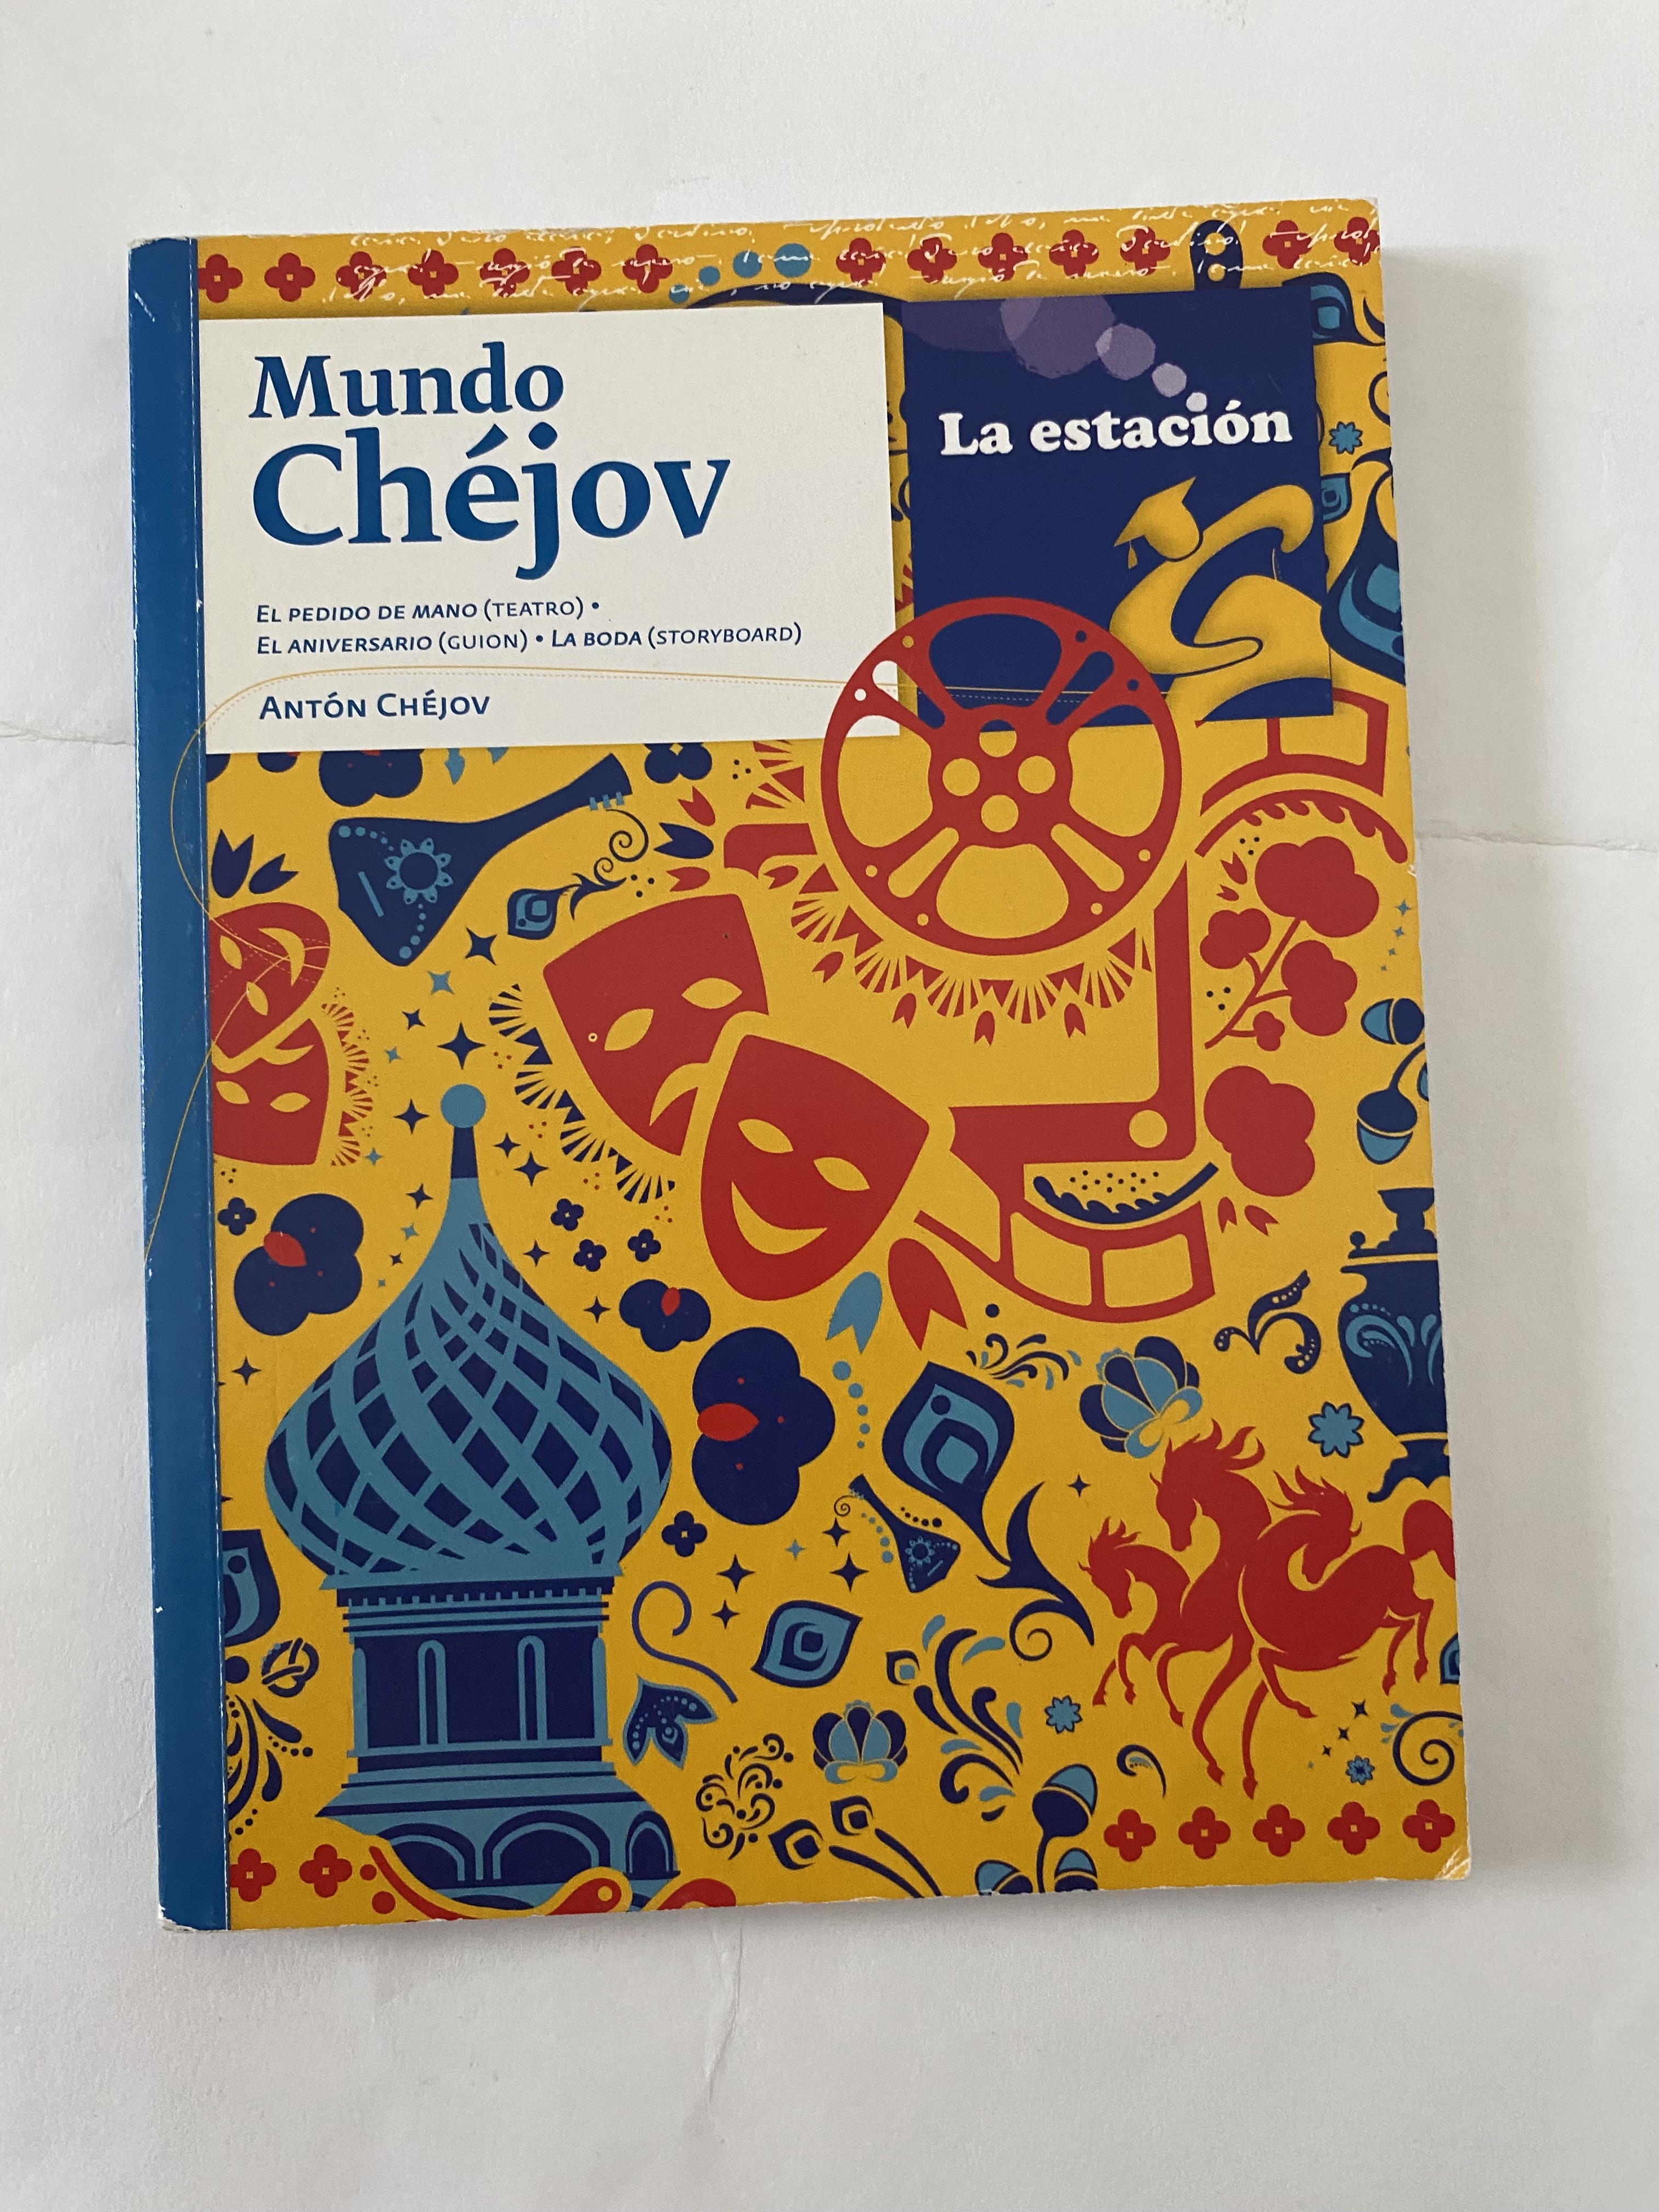 Mundo
Chéjov
EL PEDIDO DE MANO (TEATRO) •
EL ANIVERSARIO (GUION) • LA BODA (STORYBOARD)
ANTÓN CHÉJOV
La estación